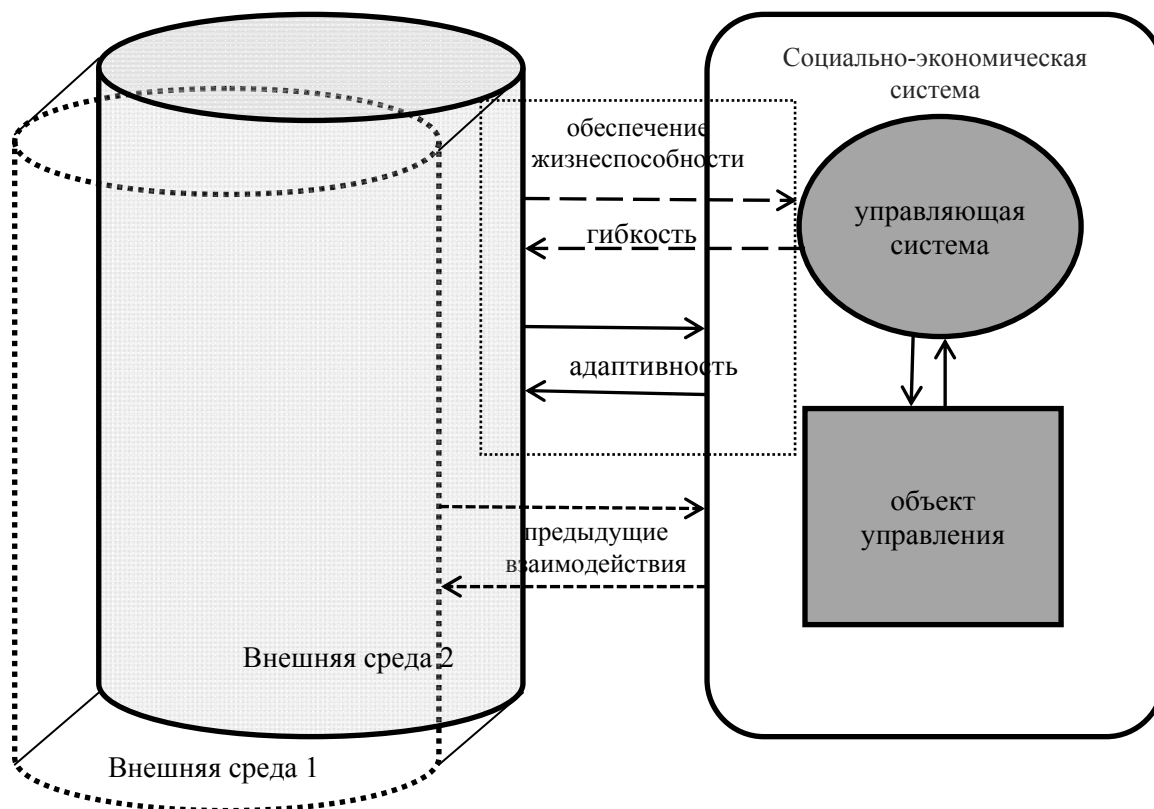 Социально-экономическая
система
обеспечение
жизнеспособности
управляющая
система
гибкость
адаптивность
объект
управления
предыдущие
взаимодействия
Внешняя среда 2
Внешняя среда 1